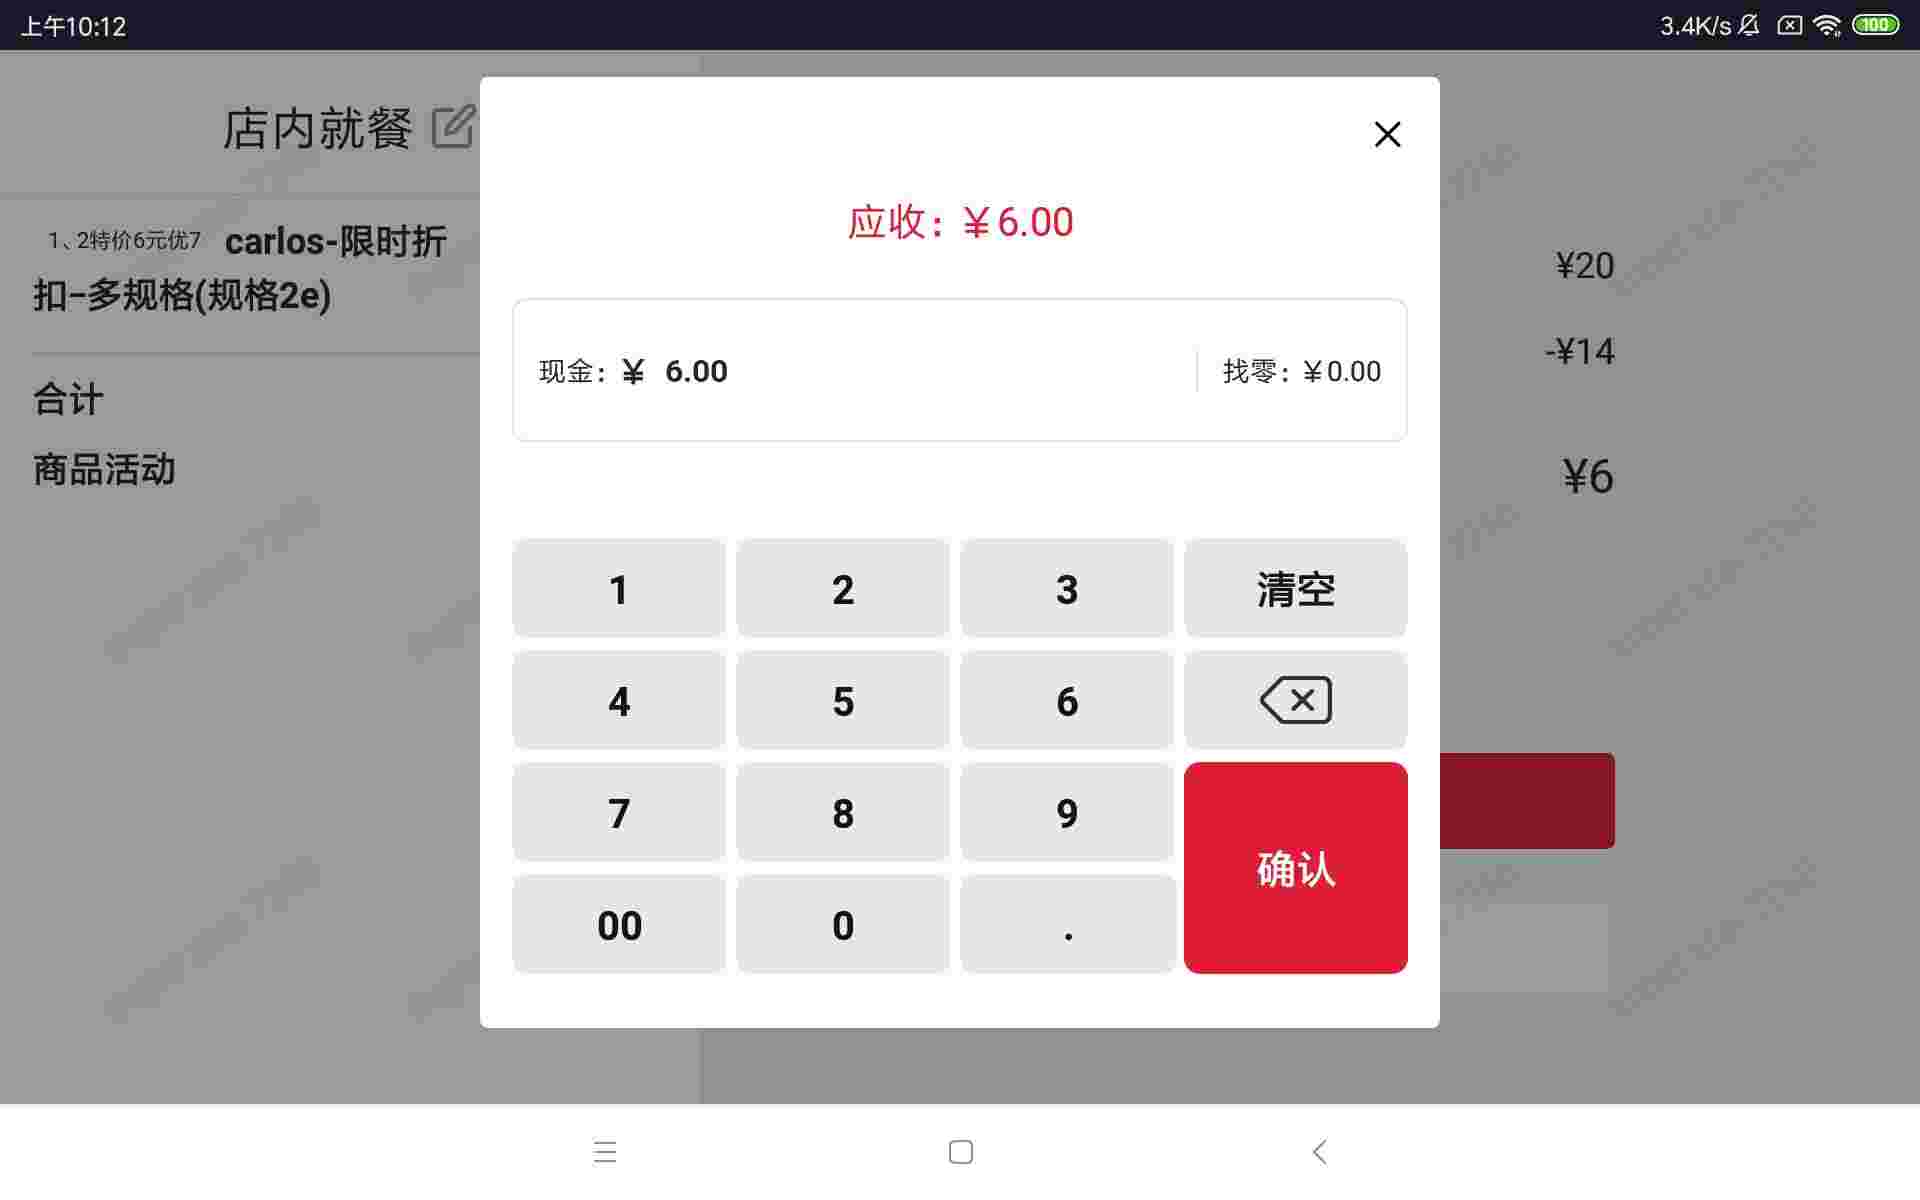 上午10:12
3.4K/s
100
店内就餐
1、2特价6元优7 carlos-限时折
扣-多规格(规格2e)
合计
商品活动
¥20
-¥14
¥6
应收：￥6.00
现金：￥ 6.00
找零：￥0.00
1
2
3
清空
4
5
6
7
8
9
确认
00
0
.